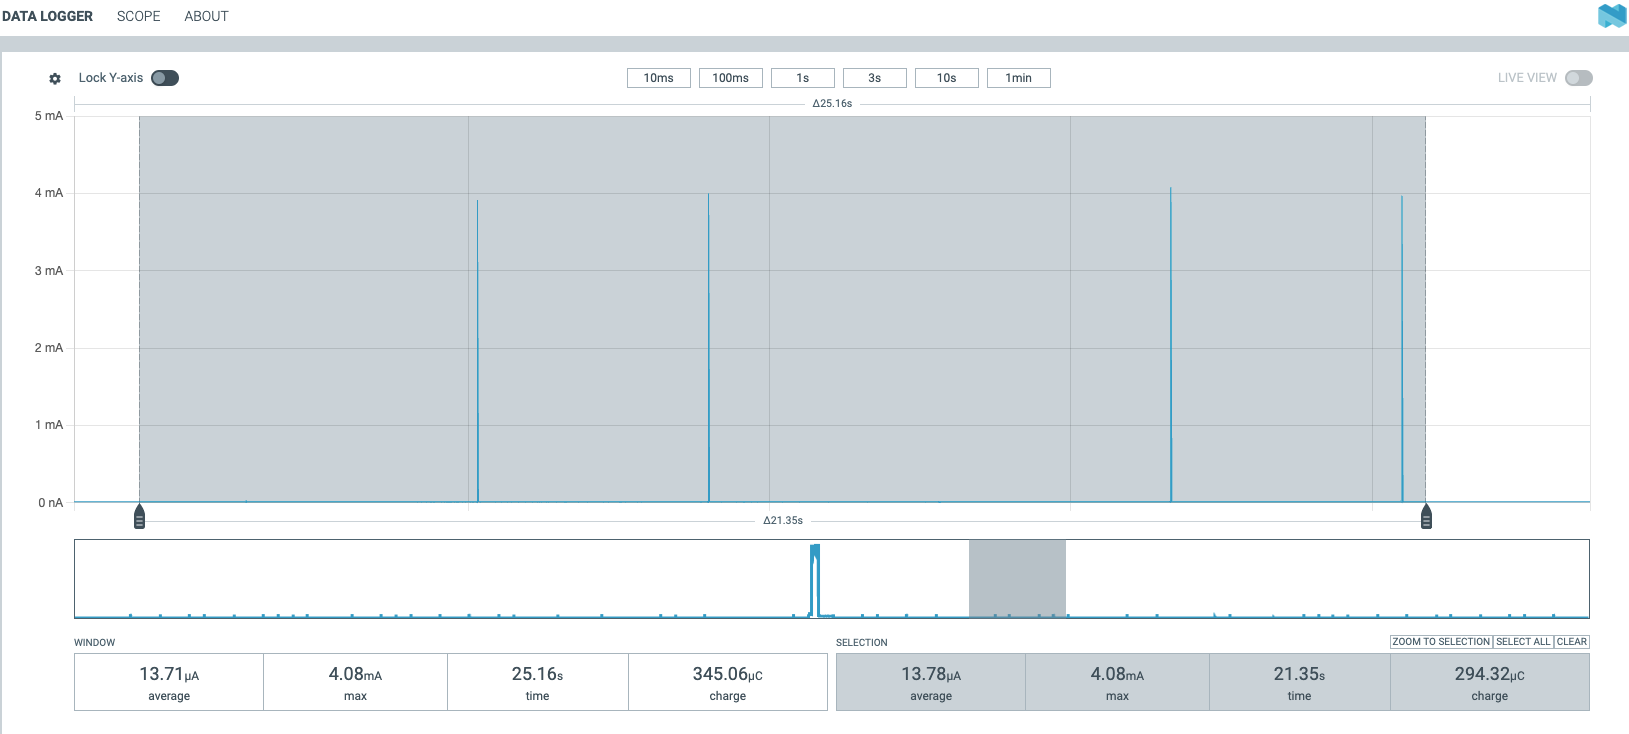 DATA LOGGER SCOPE ABOUT
Lock Y-axis 10ms 100ms 1s 3s 10s 1min LIVE VIEW
Δ25.16s
5 mA
4 mA
3 mA
2 mA
1 mA
0 nA
Δ21.35s
WINDOW
13.71μA 4.08mA 25.16s 345.06μC
average max time charge
SELECTION ZOOM TO SELECTION SELECT ALL CLEAR
13.78μA 4.08mA 21.35s 294.32μC
average max time charge